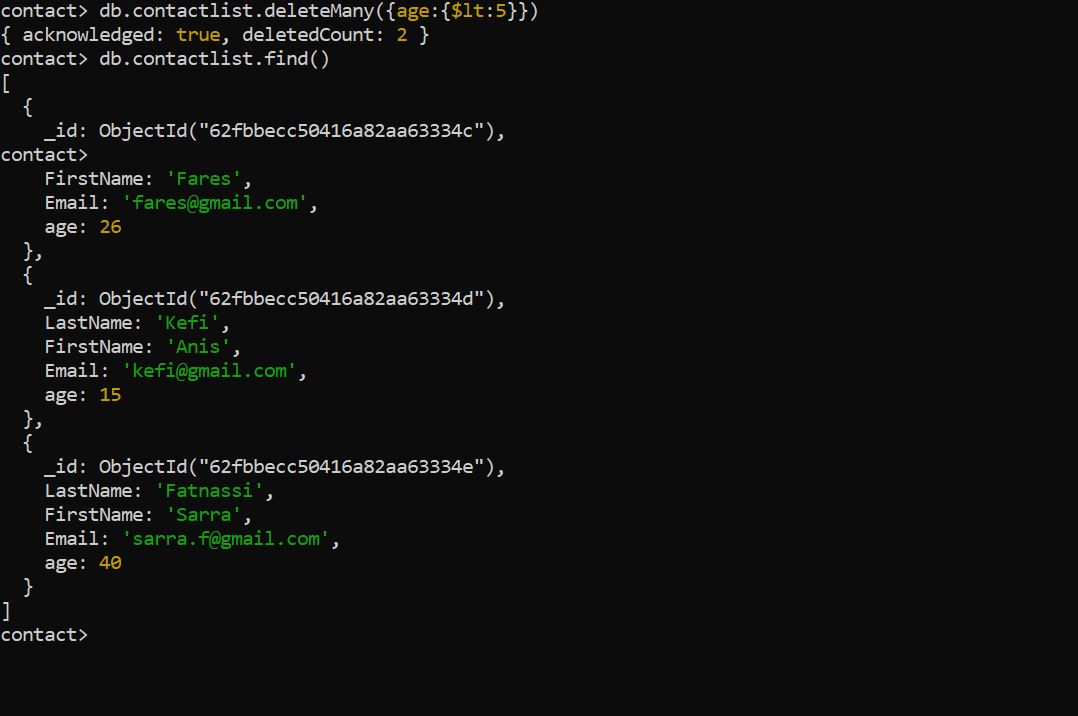 contact> db.contactlist.deleteMany({age:{$lt:5}})
{ acknowledged: true, deletedCount: 2 }
contact> db.contactlist.find()
[
  {
    _id: ObjectId("62fbbecc50416a82aa63334c"),
contact>
    FirstName: 'Fares',
    Email: 'fares@gmail.com',
    age: 26
  },
  {
    _id: ObjectId("62fbbecc50416a82aa63334d"),
    LastName: 'Kefi',
    FirstName: 'Anis',
    Email: 'kefi@gmail.com',
    age: 15
  },
  {
    _id: ObjectId("62fbbecc50416a82aa63334e"),
    LastName: 'Fatnassi',
    FirstName: 'Sarra',
    Email: 'sarra.f@gmail.com',
    age: 40
  }
]
contact>